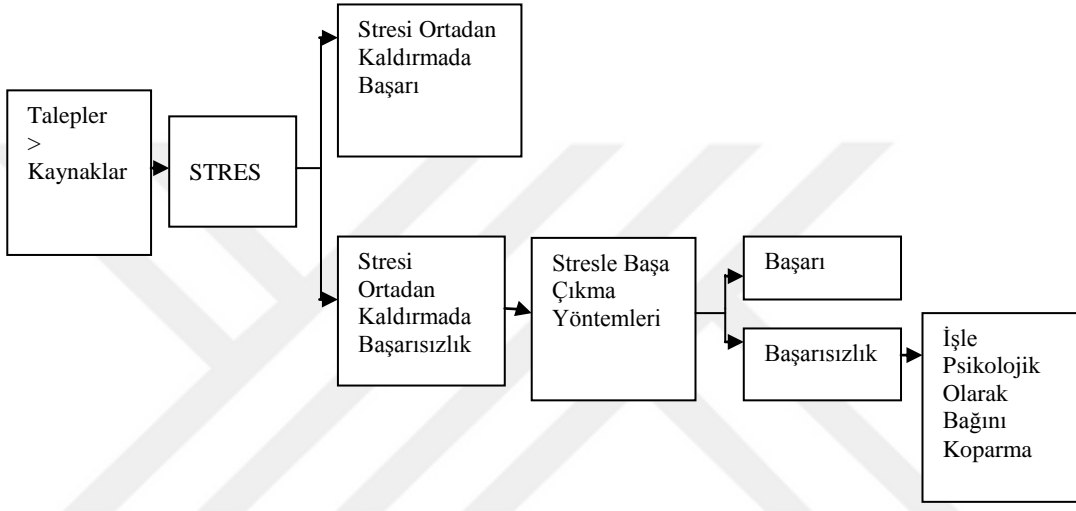 Talepler
>
Kaynaklar
STRES
Stresi Ortadan
Kaldırmada
Başarı
Stresi
Ortadan
Kaldırmada
Başarısızlık
Stresle Başa
Çıkma
Yöntemleri
Başarı
Başarısızlık
İşle
Psikolojik
Olarak
Bağını
Koparma